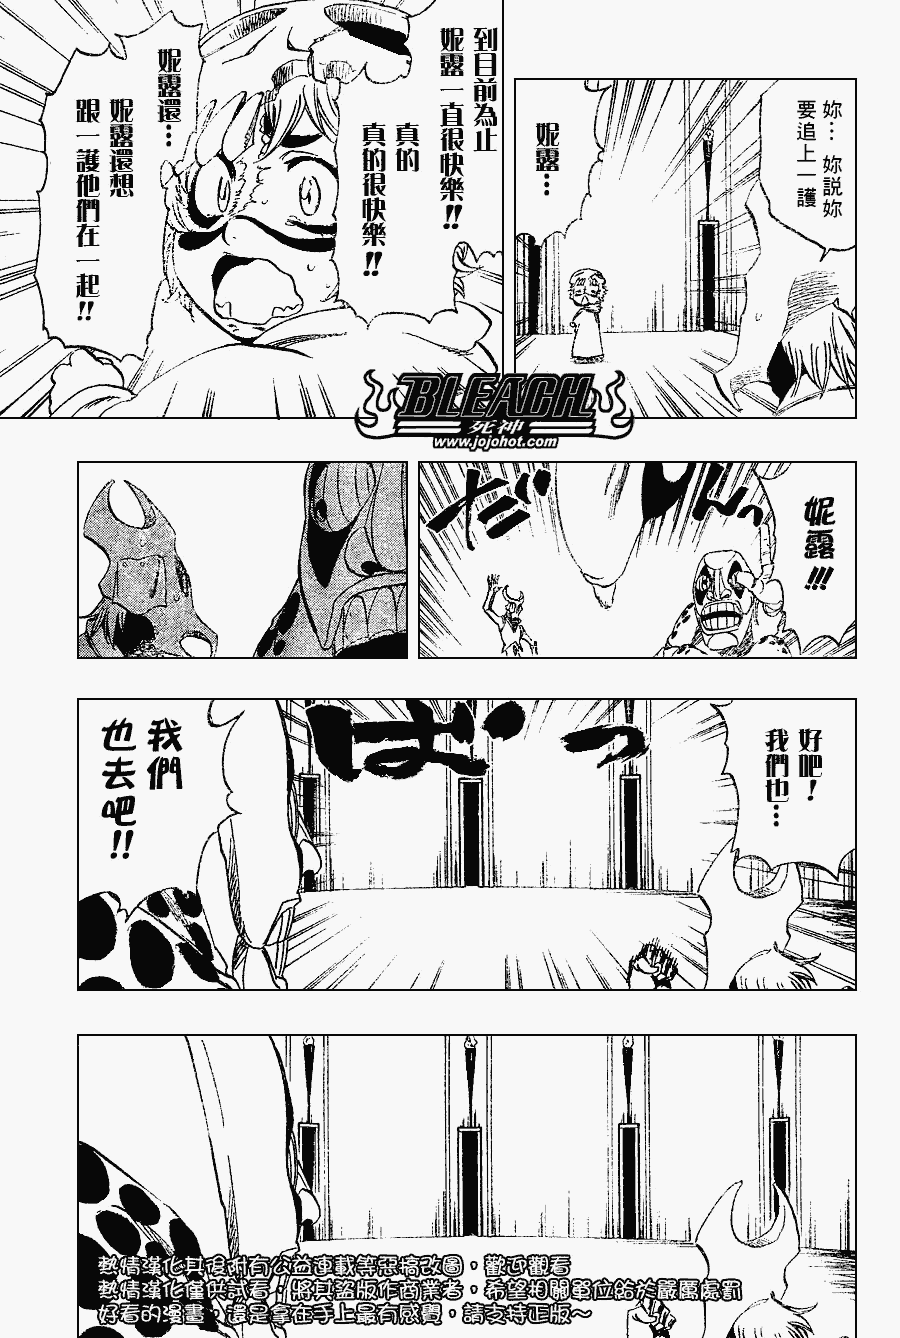 妳… 妳説妳
要追上一護
妮露…
到目前為止
妮露一直很快樂!!
真的
真的很快樂!!
妮露還…
妮露還想
跟一護他們在一起!!
BLEACH
死神
www.jojohot.com
妮露!!!
だんっ
好吧!
我們也…
ばっ
我們
也去吧!!
熱情漢化其後附有公益連載等惡搞改圖，歡迎觀看
熱情漢化僅供試看，將其盜版作商業者，希望相關單位給於嚴厲處罰
好看的漫畫，還是拿在手上最有感覺，請支持正版～